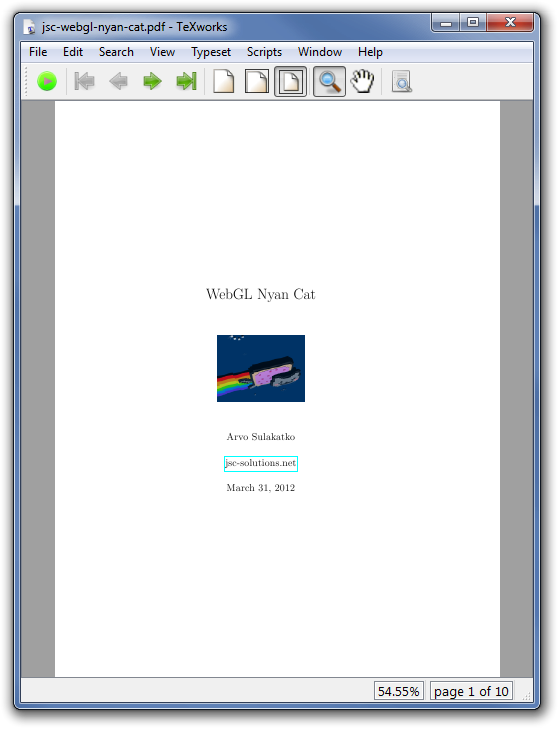 jsc-webgl-nyan-cat.pdf - TeXworks
File Edit Search View Typeset Scripts Window Help
WebGL Nyan Cat
Arvo Sulakatko
jsc-solutions.net
March 31, 2012
54.55% page 1 of 10